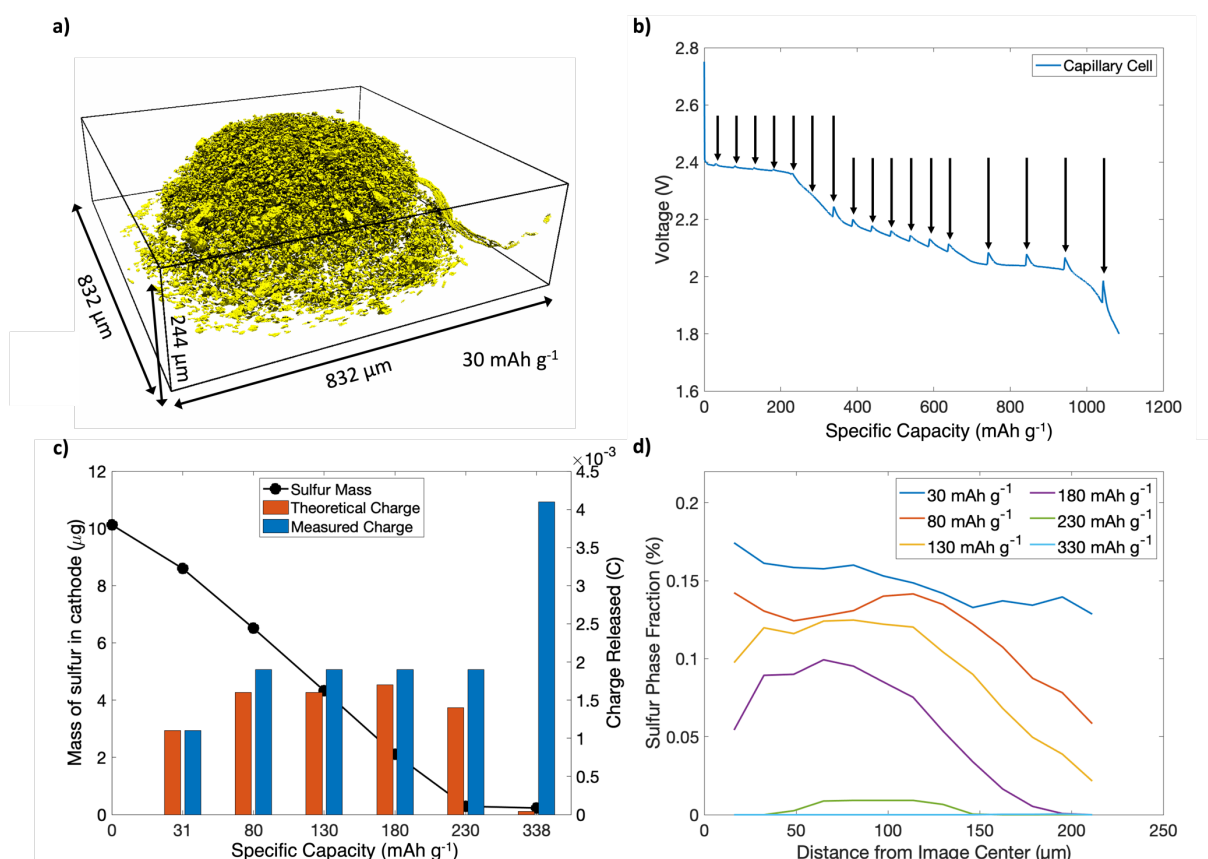 a)
832 µm
244 µm
832 µm
30 mAh g⁻¹
b)
2.8
2.6
2.4
2.2
2
1.8
1.6
Voltage (V)
Capillary Cell
0
200
400
600
800
1000
1200
Specific Capacity (mAh g⁻¹)
c)
12
10
8
6
4
2
0
Mass of sulfur in cathode (µg)
Sulfur Mass
Theoretical Charge
Measured Charge
×10⁻³
4.5
4
3.5
3
2.5
2
1.5
1
0.5
0
Charge Released (C)
0
31
80
130
180
230
338
Specific Capacity (mAh g⁻¹)
d)
0.2
0.15
0.1
0.05
0
Sulfur Phase Fraction (%)
30 mAh g⁻¹
80 mAh g⁻¹
130 mAh g⁻¹
180 mAh g⁻¹
230 mAh g⁻¹
330 mAh g⁻¹
0
50
100
150
200
250
Distance from Image Center (µm)